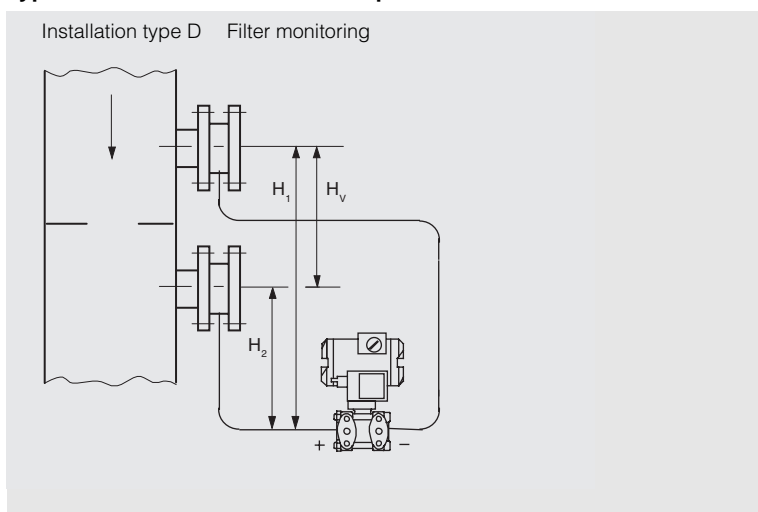 Installation type D Filter monitoring
H₁
Hᵥ
H₂
+
–